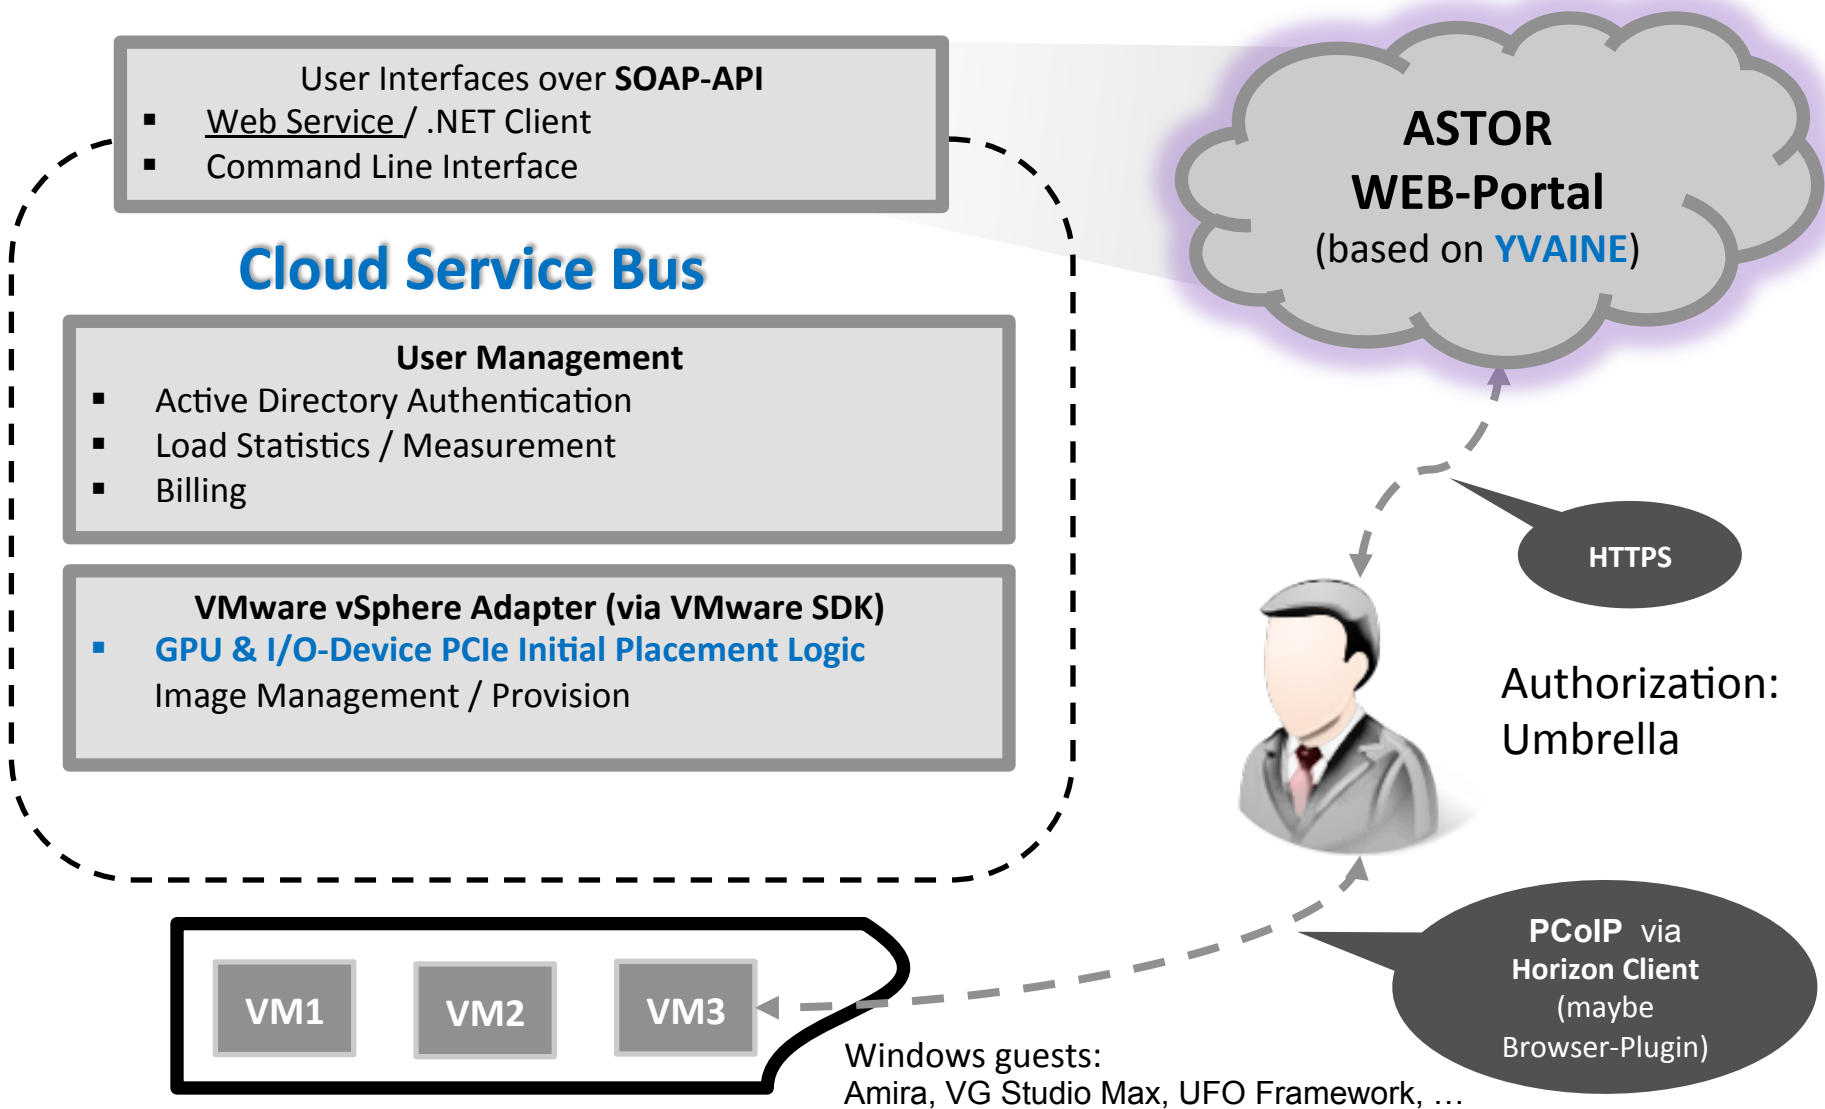 User Interfaces over SOAP-API
▪ Web Service / .NET Client
▪ Command Line Interface
Cloud Service Bus
User Management
▪ Active Directory Authentication
▪ Load Statistics / Measurement
▪ Billing
VMware vSphere Adapter (via VMware SDK)
▪ GPU & I/O-Device PCIe Initial Placement Logic
Image Management / Provision
ASTOR
WEB-Portal
(based on YVAINE)
HTTPS
Authorization:
Umbrella
PCoIP via
Horizon Client
(maybe
Browser-Plugin)
VM1
VM2
VM3
Windows guests:
Amira, VG Studio Max, UFO Framework, …